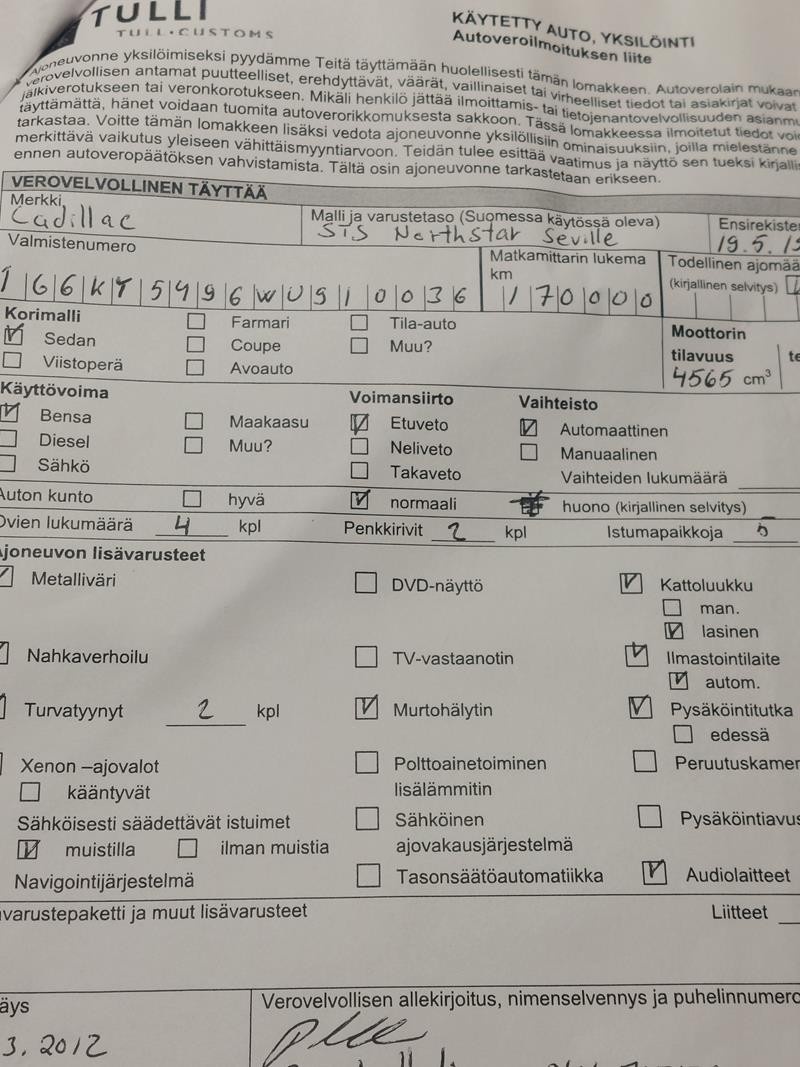 TULLI
TULL · CUSTOMS
KÄYTETTY AUTO, YKSILÖINTI
Autoveroilmoituksen liite
Ajoneuvonne yksilöimiseksi pyydämme Teitä täyttämään huolellisesti tämän lomakkeen. Autoverolain mukaan
verovelvollisen antamat puutteelliset, erehdyttävät, väärät, vaillinaiset tai virheelliset tiedot tai asiakirjat voivat
jälkiverotukseen tai veronkorotukseen. Mikäli henkilö jättää ilmoittamis- tai tietojenantovelvollisuuden
täyttämättä, hänet voidaan tuomita autoverorikkomuksesta sakkoon. Tässä lomakkeessa ilmoitetut tiedot
tarkastaa. Voitte tämän lomakkeen lisäksi vedota ajoneuvonne yksilöllisiin ominaisuuksiin, joilla mielestänne
merkittävä vaikutus yleiseen vähittäismyyntiarvoon. Teidän tulee esittää vaatimus ja näyttö sen tueksi
ennen autoveropäätöksen vahvistamista. Tältä osin ajoneuvonne tarkastetaan erikseen.
VEROVELVOLLINEN TÄYTTÄÄ
Merkki Malli ja varustetaso (Suomessa käytössä oleva) Ensirekiste
Cadillac STS Northstar Seville 19.5.
Valmistenumero Matkamittarin lukema Todellinen ajomää
km (kirjallinen selvitys)
1G6KT5496WU910036 170000
Korimalli Farmari Tila-auto Moottorin
Sedan Coupe Muu? tilavuus
Viistoperä Avoauto 4565 cm³
Käyttövoima Voimansiirto Vaihteisto
Bensa Maakaasu Etuveto Automaattinen
Diesel Muu? Neliveto Manuaalinen
Sähkö Takaveto Vaihteiden lukumäärä
Auton kunto hyvä normaali huono (kirjallinen selvitys)
Ovien lukumäärä 4 kpl Penkkirivit 2 kpl Istumapaikkoja 5
Ajoneuvon lisävarusteet
Metalliväri DVD-näyttö Kattoluukku
man.
lasinen
Nahkaverhoilu TV-vastaanotin Ilmastointilaite
autom.
Turvatyynyt 2 kpl Murtohälytin Pysäköintitutka
edessä
Xenon –ajovalot Polttoainetoiminen Peruutuskamer
kääntyvät lisälämmitin
Sähköisesti säädettävät istuimet Sähköinen Pysäköintiavus
muistilla ilman muistia ajovakausjärjestelmä
Navigointijärjestelmä Tasonsäätöautomatiikka Audiolaitteet
varustepaketti ja muut lisävarusteet Liitteet
äys Verovelvollisen allekirjoitus, nimenselvennys ja puhelinnumero
3. 2012